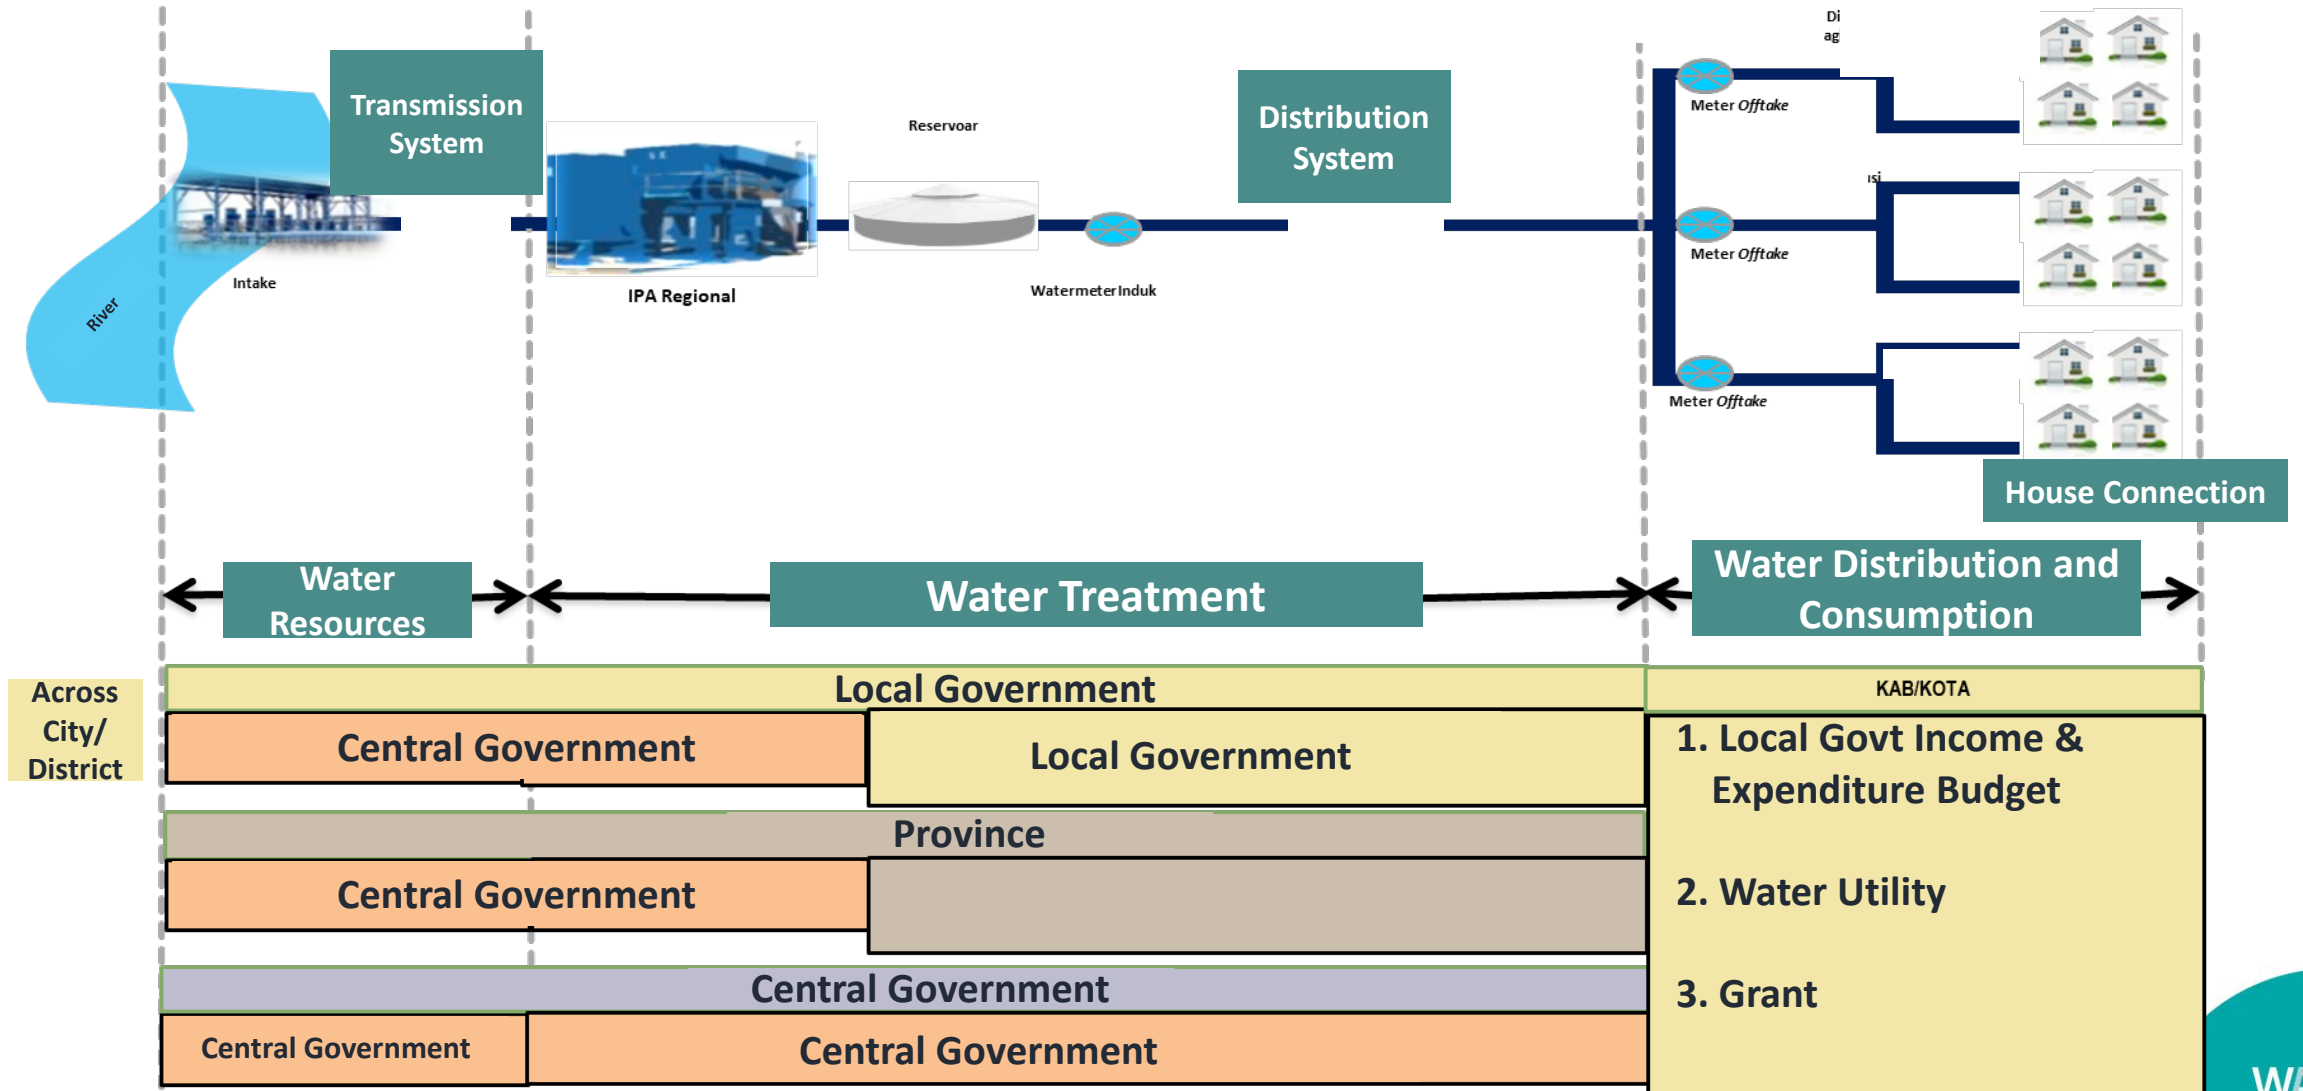 Di
ag
Transmission
System
Distribution
System
Reservoar
Meter Offtake
usi
Meter Offtake
Intake
IPA Regional
Watermeter Induk
River
Meter Offtake
House Connection
Water
Resources
Water Treatment
Water Distribution and
Consumption
Across
City/
District
Local Government
KAB/KOTA
Central Government
Local Government
1. Local Govt Income &
Expenditure Budget
Province
Central Government
2. Water Utility
Central Government
3. Grant
Central Government
Central Government